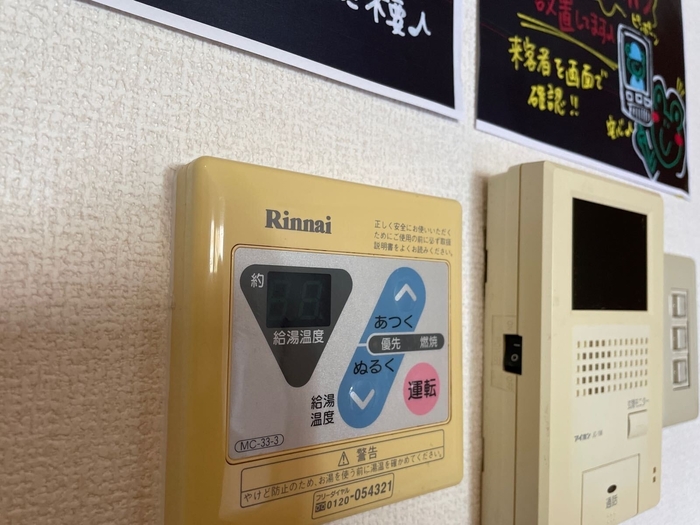 設置してます♪
ピーポン
来客者を画面で
確認!!
Rinnai
正しく安全にお使いいただく
ためにご使用の前に必ず取扱
説明書をよくお読みください。
約
給湯温度
あつく
優先 燃焼
ぬるく
給湯
温度
運転
MC-33-3
警告
やけど防止のため、お湯を使う前に湯温を確かめてください。
フリーダイヤル
0120-054321
アイホン
通話